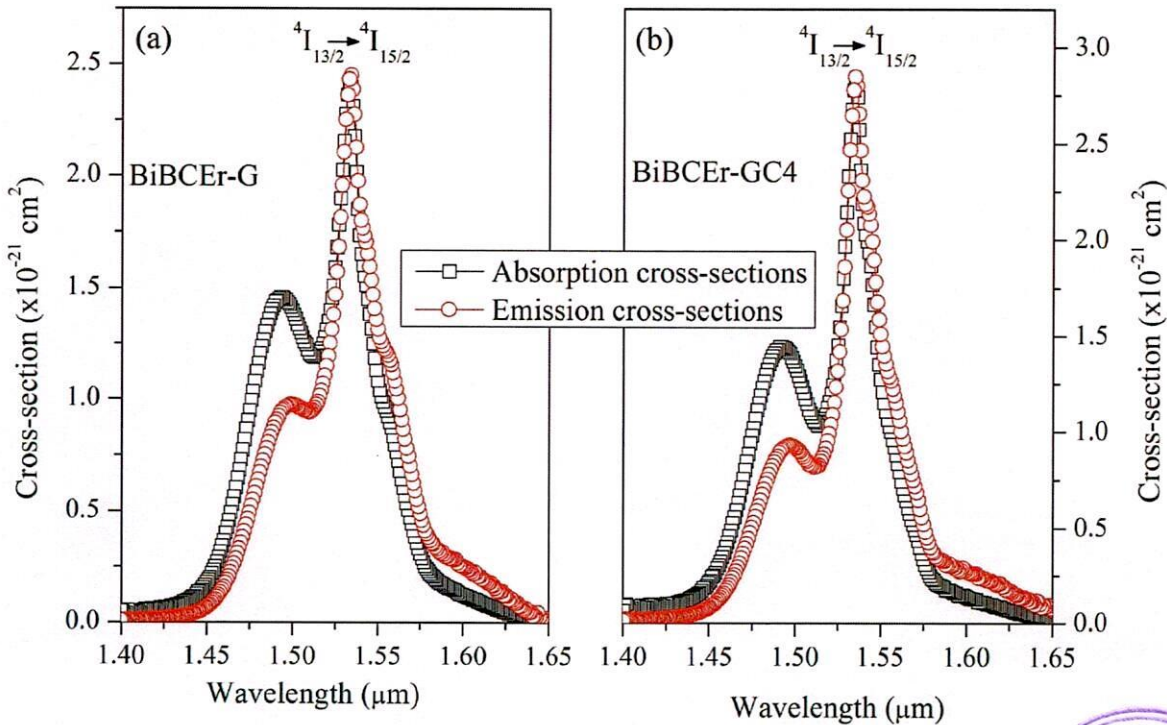 (a)
⁴I₁₃/₂ → ⁴I₁₅/₂
BiBCEr-G
2.5
2.0
1.5
1.0
0.5
0.0
Cross-section (x10⁻²¹ cm²)
1.40 1.45 1.50 1.55 1.60 1.65
Wavelength (μm)
Absorption cross-sections
Emission cross-sections
(b)
⁴I₁₃/₂ → ⁴I₁₅/₂
BiBCEr-GC4
3.0
2.5
2.0
1.5
1.0
0.5
0.0
Cross-section (x10⁻²¹ cm²)
1.40 1.45 1.50 1.55 1.60 1.65
Wavelength (μm)